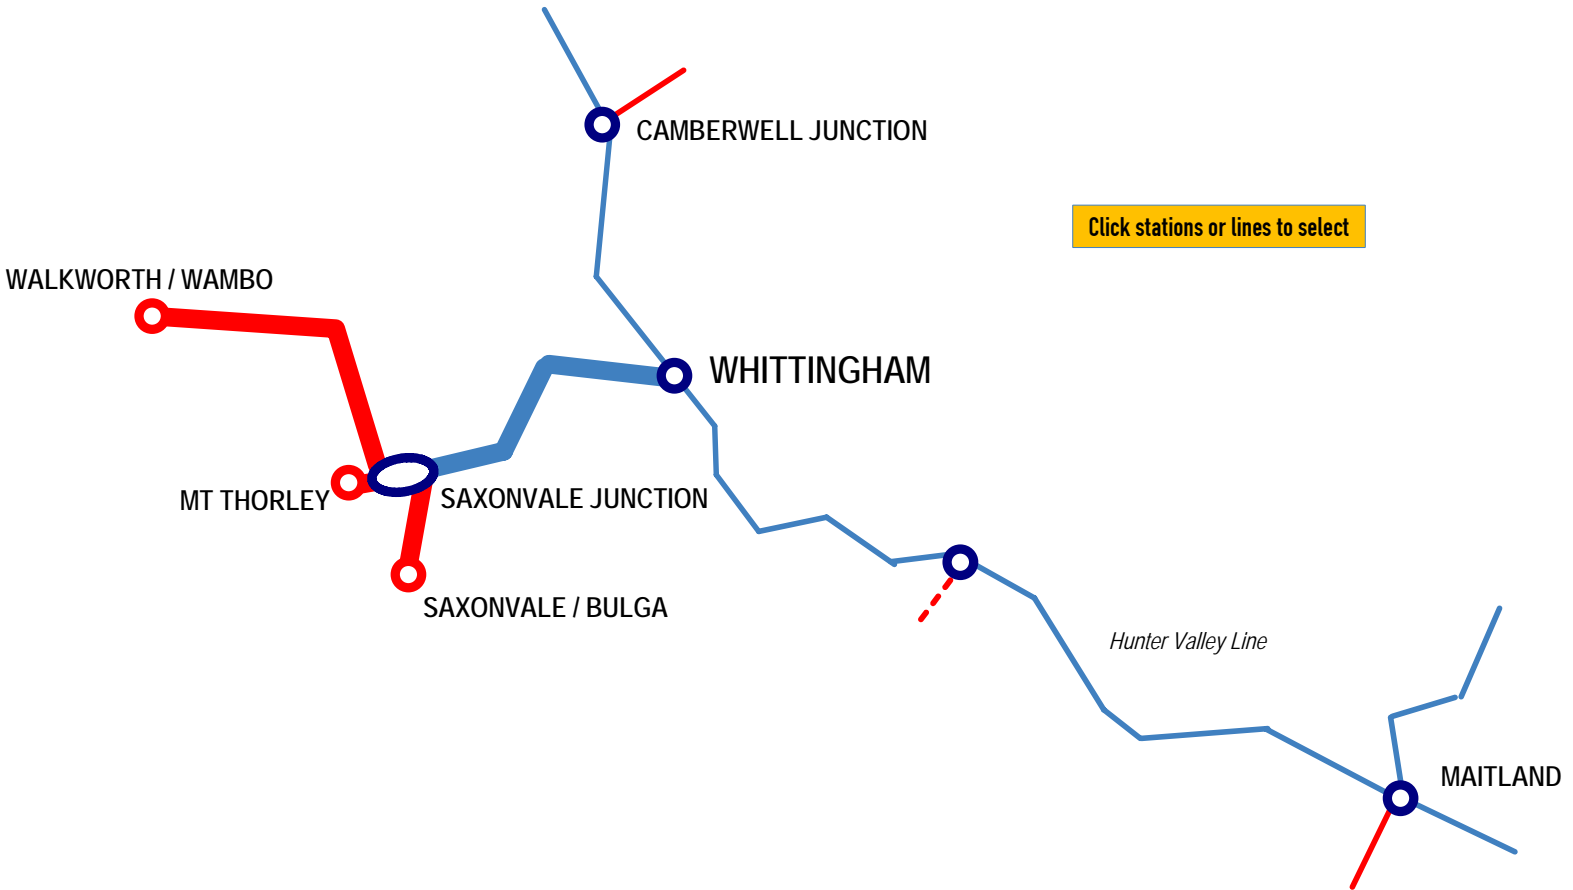 CAMBERWELL JUNCTION
Click stations or lines to select
WALKWORTH / WAMBO
WHITTINGHAM
MT THORLEY
SAXONVALE JUNCTION
SAXONVALE / BULGA
Hunter Valley Line
MAITLAND